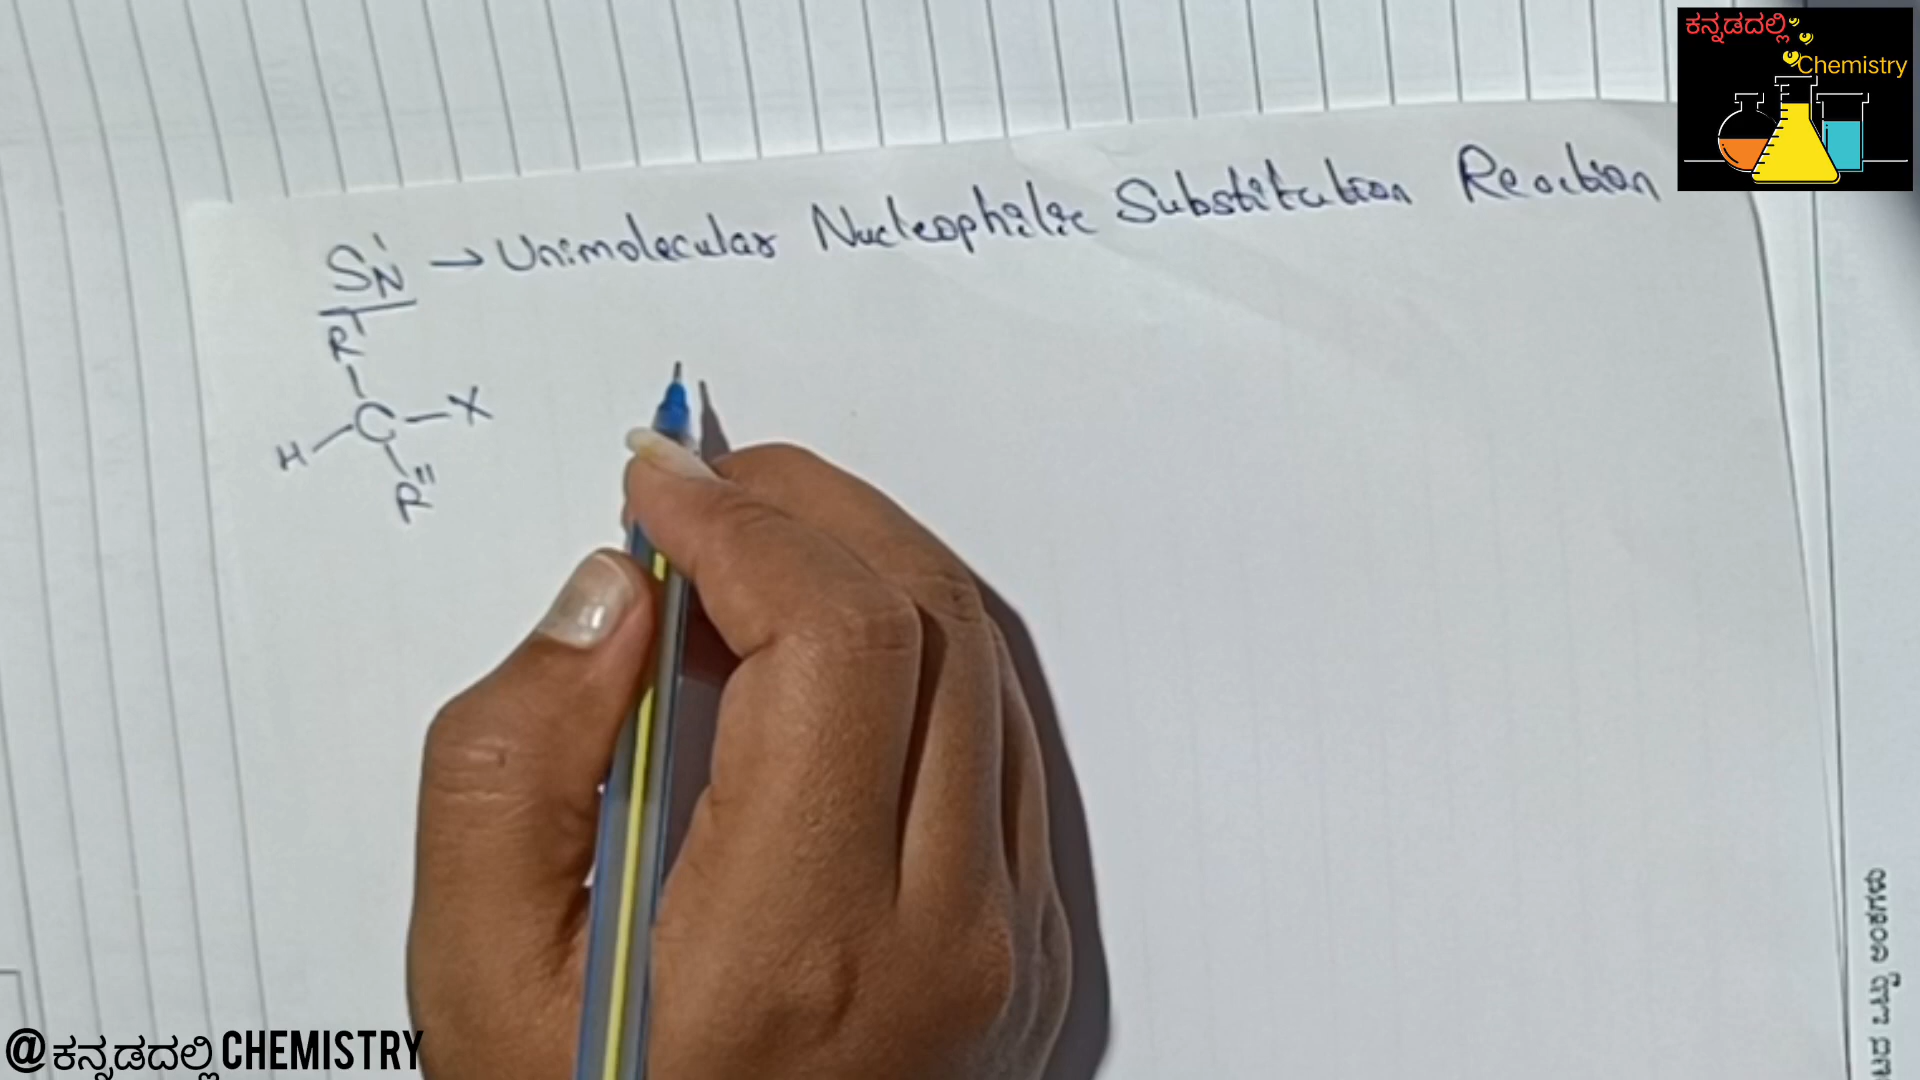 ಕನ್ನಡದಲ್ಲಿ
Chemistry
SN¹ → Unimolecular Nucleophilic Substitution Reaction
R
C - X
H
R"
@ಕನ್ನಡದಲ್ಲಿ CHEMISTRY